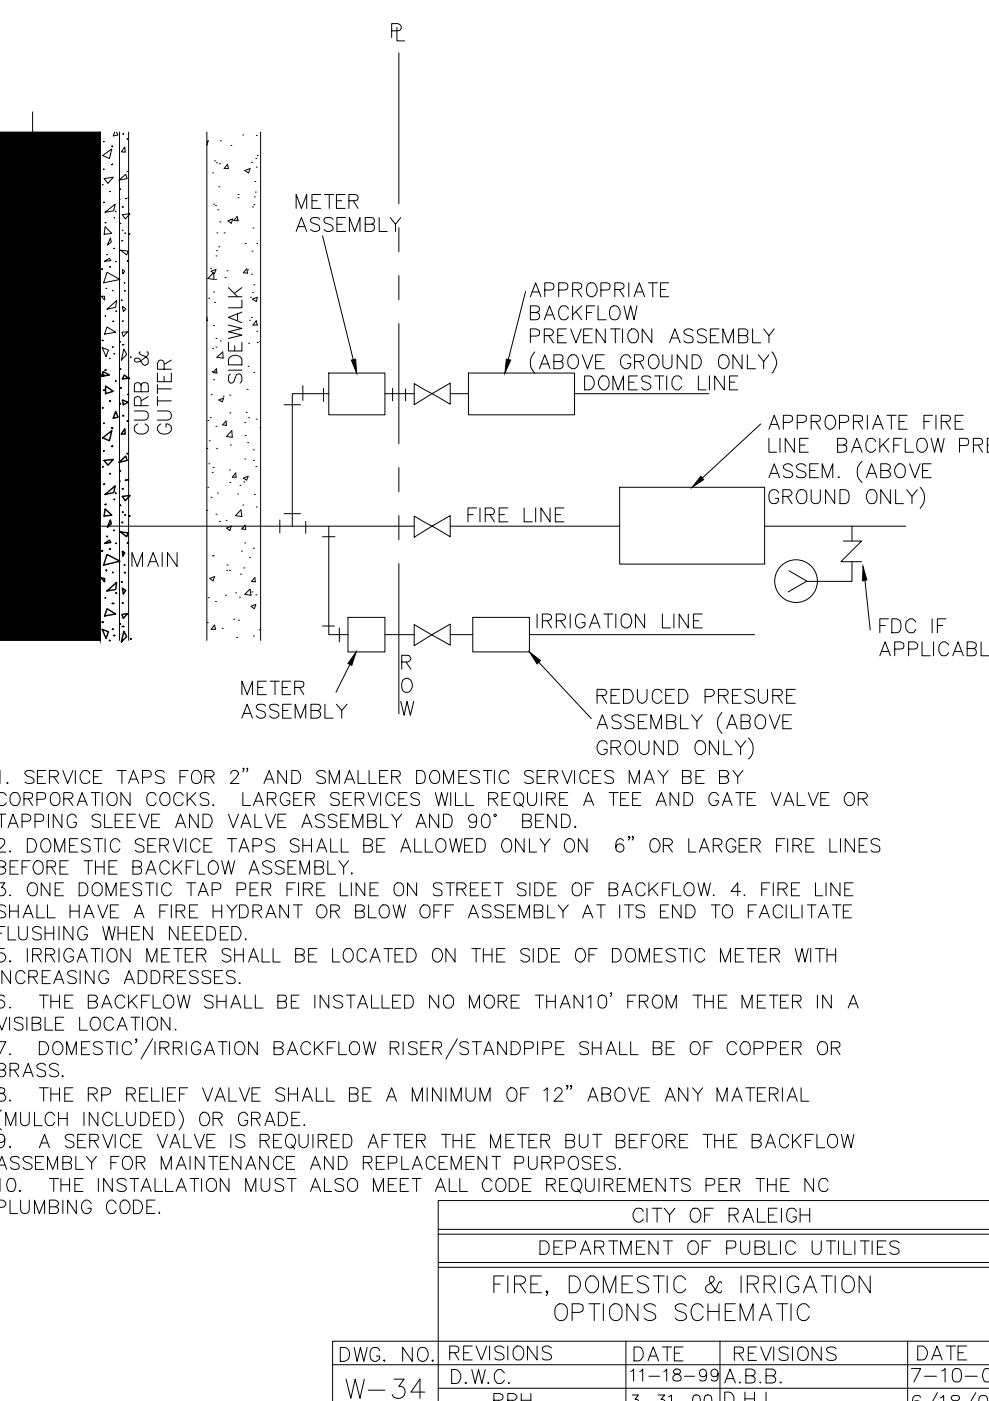 PL
METER
ASSEMBLY
APPROPRIATE
BACKFLOW
PREVENTION ASSEMBLY
(ABOVE GROUND ONLY)
DOMESTIC LINE
SIDEWALK
CURB &
GUTTER
APPROPRIATE FIRE
LINE BACKFLOW PRE
ASSEM. (ABOVE
GROUND ONLY)
FIRE LINE
MAIN
IRRIGATION LINE
FDC IF
APPLICABL
ROW
METER
ASSEMBLY
REDUCED PRESURE
ASSEMBLY (ABOVE
GROUND ONLY)
1. SERVICE TAPS FOR 2" AND SMALLER DOMESTIC SERVICES MAY BE BY
CORPORATION COCKS. LARGER SERVICES WILL REQUIRE A TEE AND GATE VALVE OR
TAPPING SLEEVE AND VALVE ASSEMBLY AND 90° BEND.
2. DOMESTIC SERVICE TAPS SHALL BE ALLOWED ONLY ON 6" OR LARGER FIRE LINES
BEFORE THE BACKFLOW ASSEMBLY.
3. ONE DOMESTIC TAP PER FIRE LINE ON STREET SIDE OF BACKFLOW. 4. FIRE LINE
SHALL HAVE A FIRE HYDRANT OR BLOW OFF ASSEMBLY AT ITS END TO FACILITATE
FLUSHING WHEN NEEDED.
5. IRRIGATION METER SHALL BE LOCATED ON THE SIDE OF DOMESTIC METER WITH
INCREASING ADDRESSES.
6. THE BACKFLOW SHALL BE INSTALLED NO MORE THAN10' FROM THE METER IN A
VISIBLE LOCATION.
7. DOMESTIC'/IRRIGATION BACKFLOW RISER/STANDPIPE SHALL BE OF COPPER OR
BRASS.
8. THE RP RELIEF VALVE SHALL BE A MINIMUM OF 12" ABOVE ANY MATERIAL
(MULCH INCLUDED) OR GRADE.
9. A SERVICE VALVE IS REQUIRED AFTER THE METER BUT BEFORE THE BACKFLOW
ASSEMBLY FOR MAINTENANCE AND REPLACEMENT PURPOSES.
10. THE INSTALLATION MUST ALSO MEET ALL CODE REQUIREMENTS PER THE NC
PLUMBING CODE.
CITY OF RALEIGH
DEPARTMENT OF PUBLIC UTILITIES
FIRE, DOMESTIC & IRRIGATION
OPTIONS SCHEMATIC
DWG. NO. REVISIONS DATE REVISIONS DATE
W-34 D.W.C. 11-18-99 A.B.B. 7-10-0
3-31-00